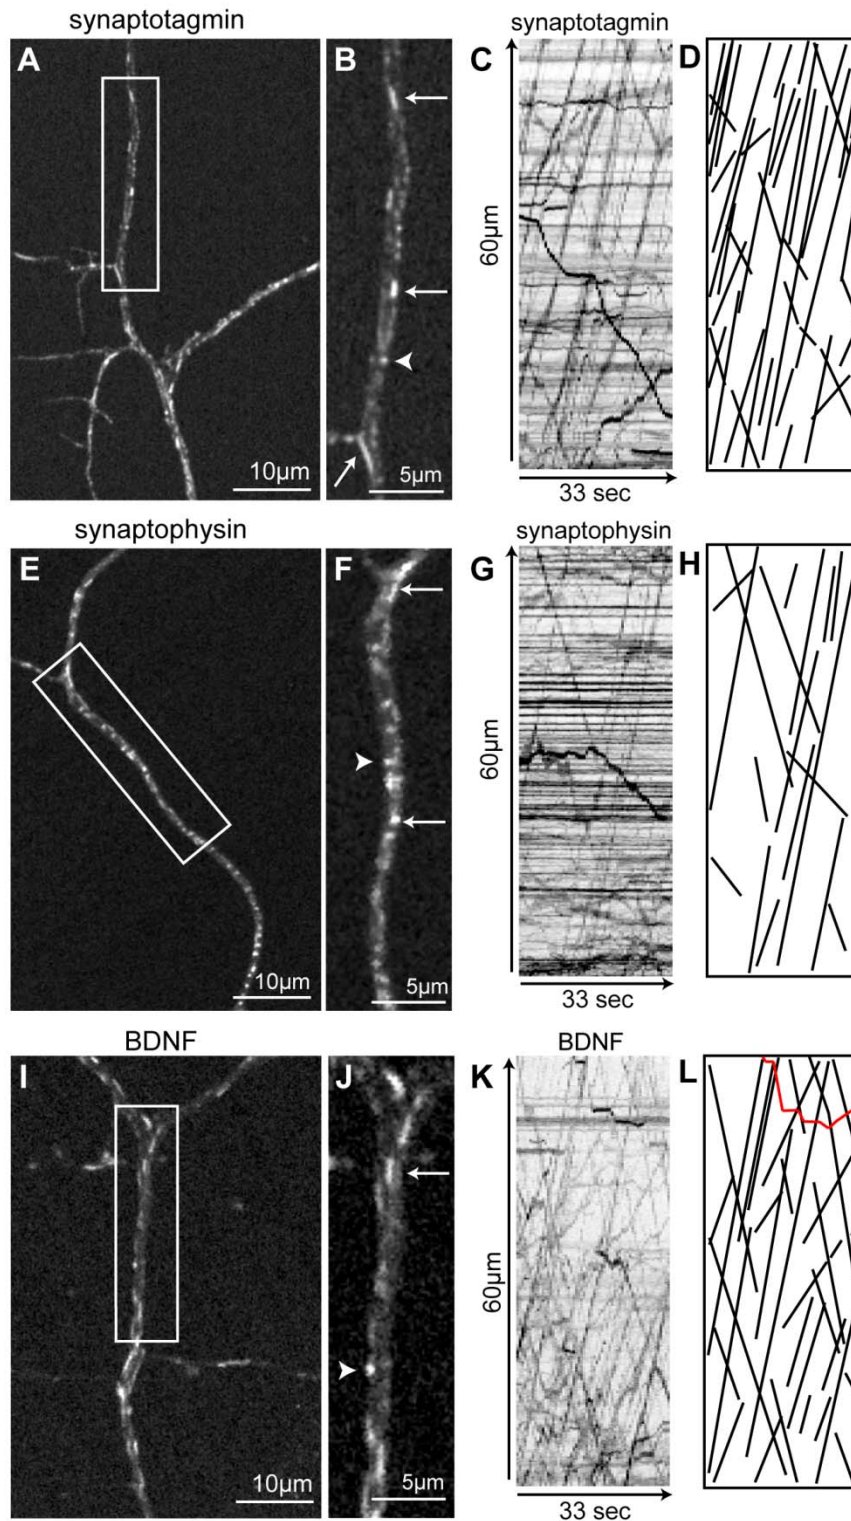 synaptotagmin
synaptotagmin
A
B
C
D
60µm
10µm
5µm
33 sec
synaptophysin
synaptophysin
E
F
G
H
60µm
10µm
5µm
33 sec
BDNF
BDNF
I
J
K
L
60µm
10µm
5µm
33 sec